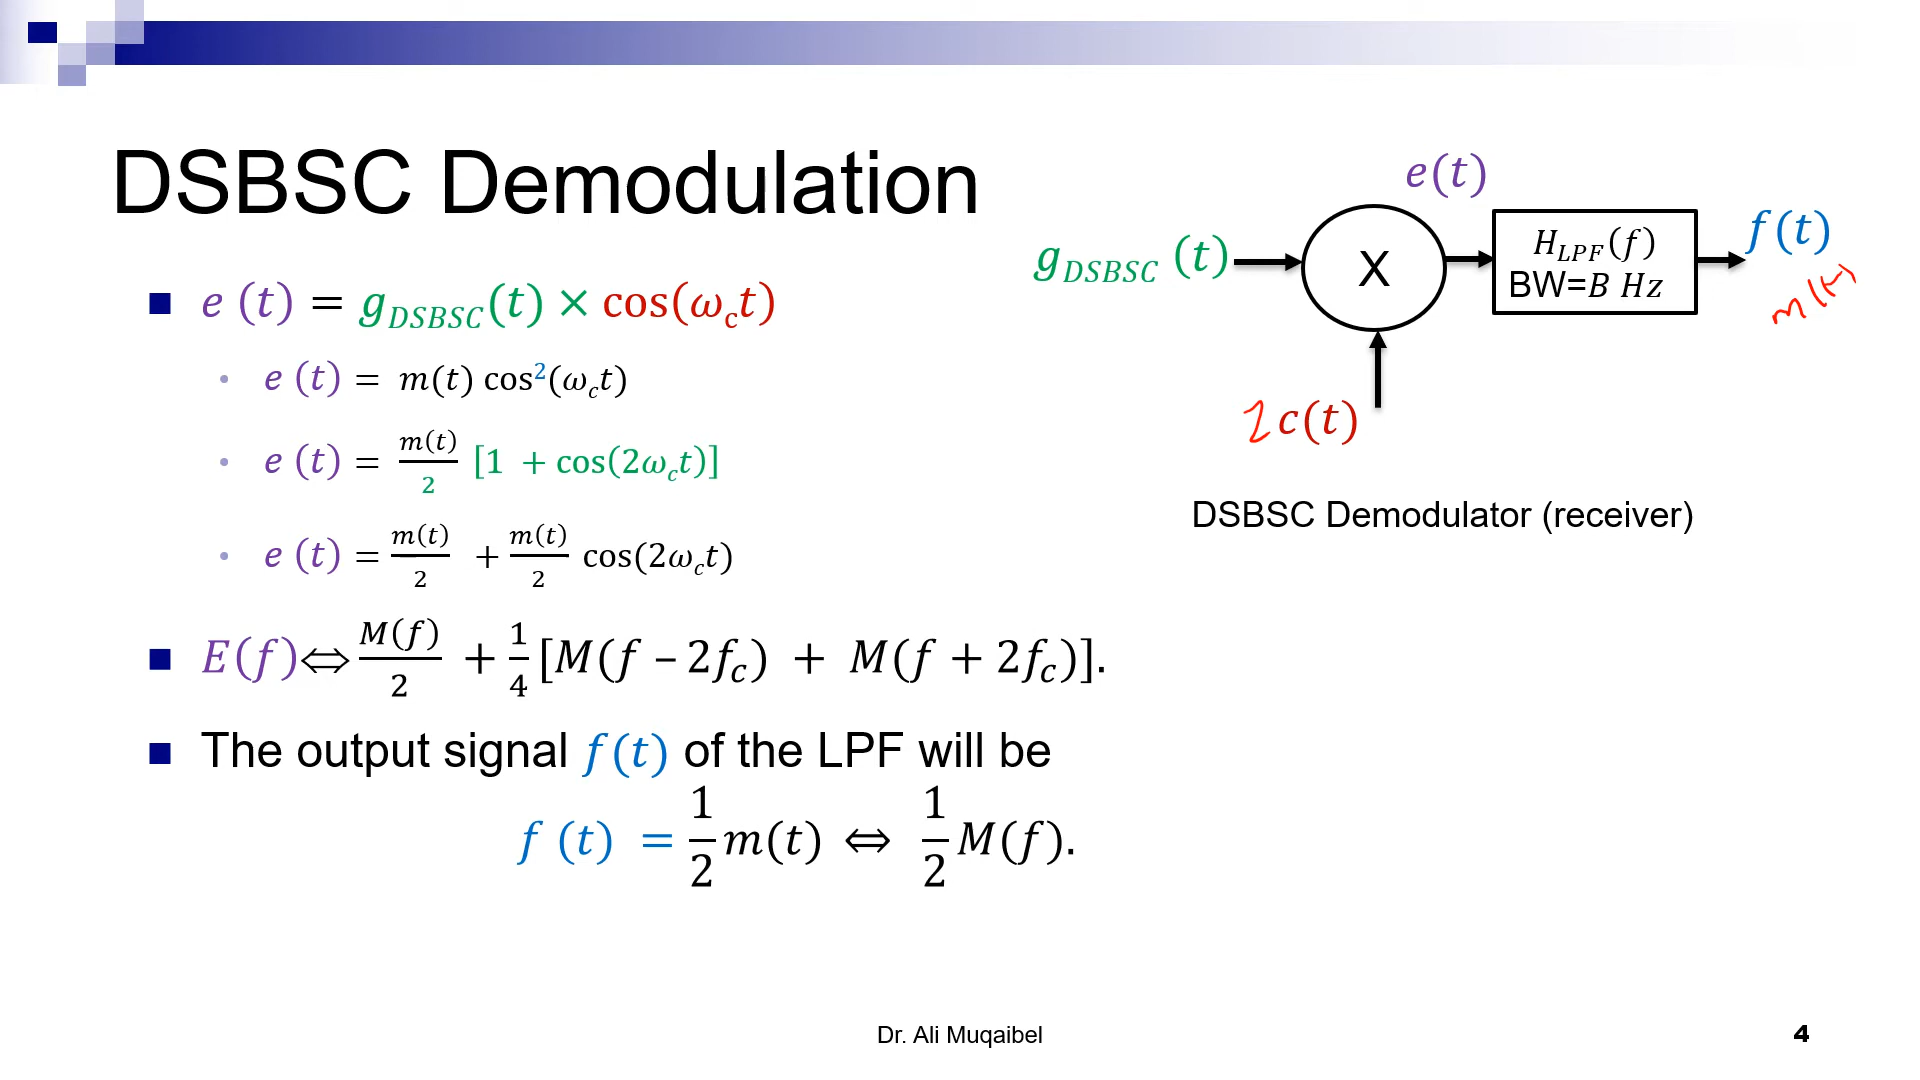 DSBSC Demodulation
e (t) = g_DSBSC(t) × cos(ω_c t)
e (t) = m(t) cos²(ω_c t)
e (t) = m(t)/2 [1 + cos(2ω_c t)]
e (t) = m(t)/2 + m(t)/2 cos(2ω_c t)
E(f) ⇔ M(f)/2 + 1/4 [M(f – 2f_c) + M(f + 2f_c)].
The output signal f(t) of the LPF will be
f (t) = 1/2 m(t) ⇔ 1/2 M(f).
e(t)
g_DSBSC (t)
X
H_LPF(f)
BW=B Hz
f(t)
m(t)
2 c(t)
DSBSC Demodulator (receiver)
Dr. Ali Muqaibel
4